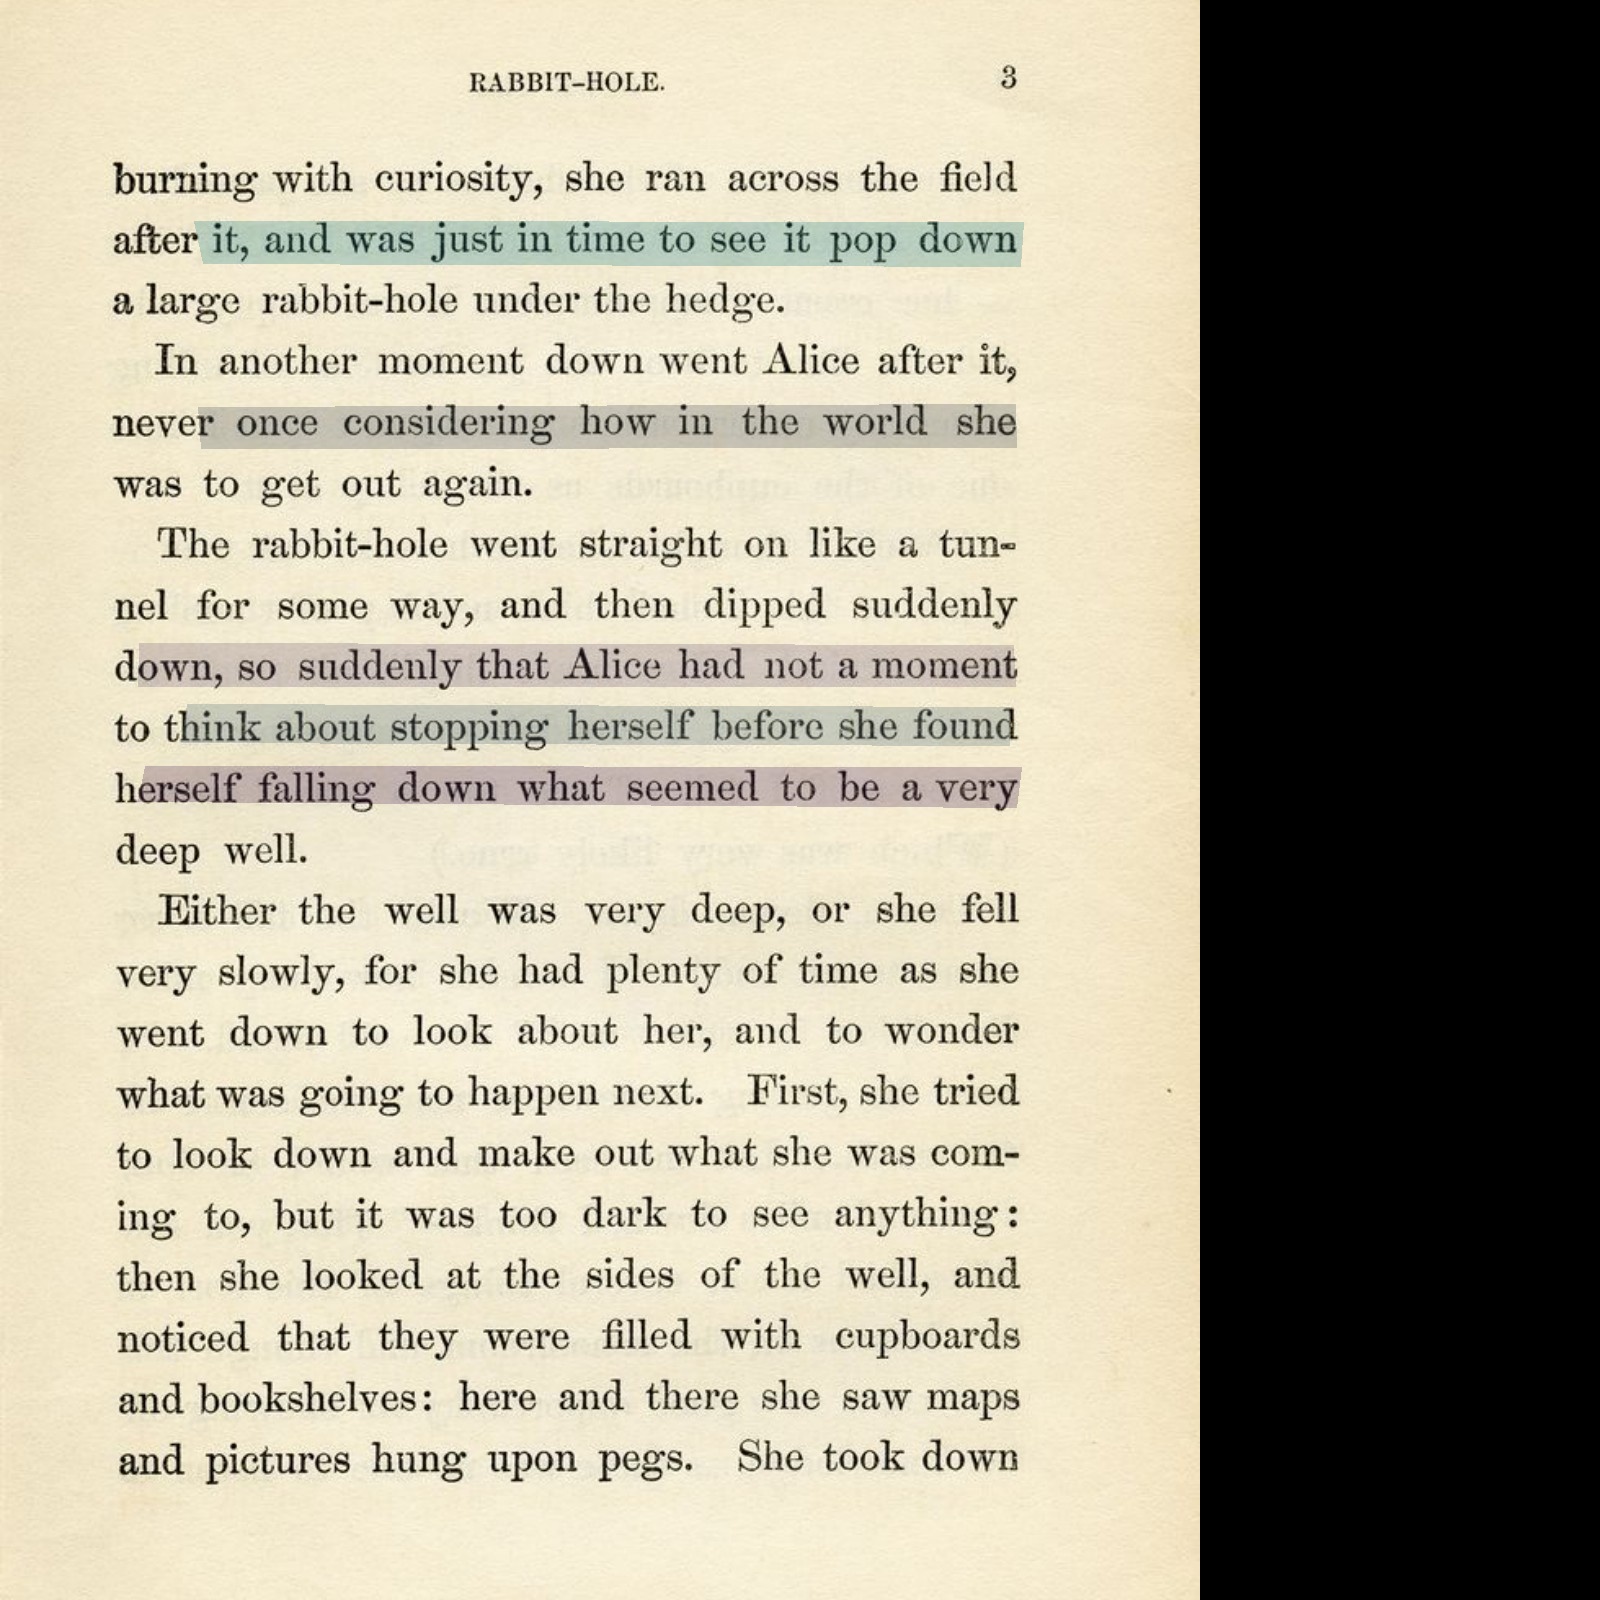 RABBIT-HOLE. 3
burning with curiosity, she ran across the field
after it, and was just in time to see it pop down
a large rabbit-hole under the hedge.
In another moment down went Alice after it,
never once considering how in the world she
was to get out again.
The rabbit-hole went straight on like a tun-
nel for some way, and then dipped suddenly
down, so suddenly that Alice had not a moment
to think about stopping herself before she found
herself falling down what seemed to be a very
deep well.
Either the well was very deep, or she fell
very slowly, for she had plenty of time as she
went down to look about her, and to wonder
what was going to happen next. First, she tried
to look down and make out what she was com-
ing to, but it was too dark to see anything:
then she looked at the sides of the well, and
noticed that they were filled with cupboards
and bookshelves: here and there she saw maps
and pictures hung upon pegs. She took down